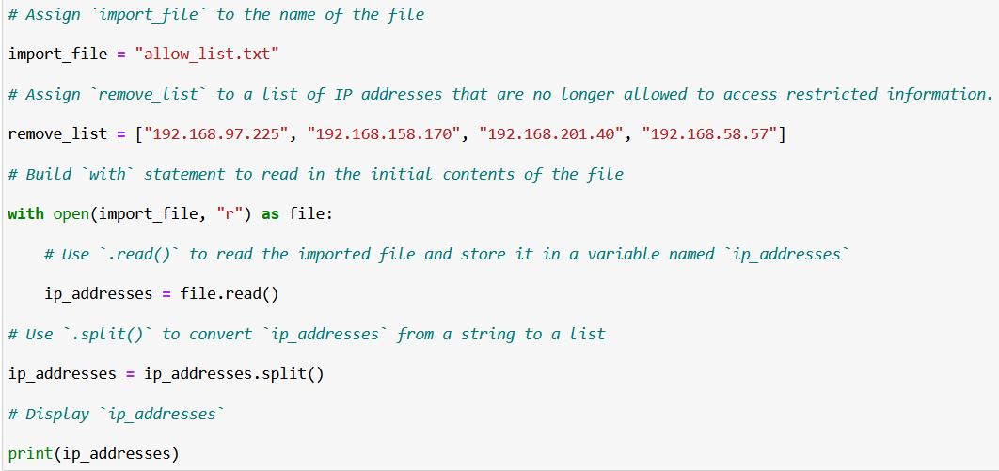 # Assign `import_file` to the name of the file
import_file = "allow_list.txt"
# Assign `remove_list` to a list of IP addresses that are no longer allowed to access restricted information.
remove_list = ["192.168.97.225", "192.168.158.170", "192.168.201.40", "192.168.58.57"]
# Build `with` statement to read in the initial contents of the file
with open(import_file, "r") as file:
    # Use `.read()` to read the imported file and store it in a variable named `ip_addresses`
    ip_addresses = file.read()
# Use `.split()` to convert `ip_addresses` from a string to a list
ip_addresses = ip_addresses.split()
# Display `ip_addresses`
print(ip_addresses)